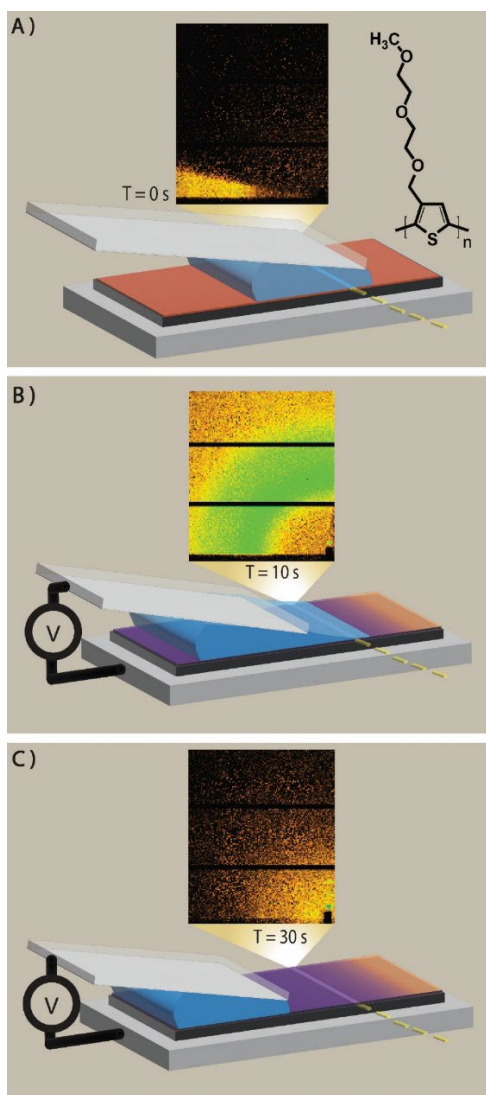 A)
H₃C
O
O
O
T = 0 s
S
n
B)
T = 10 s
V
C)
T = 30 s
V